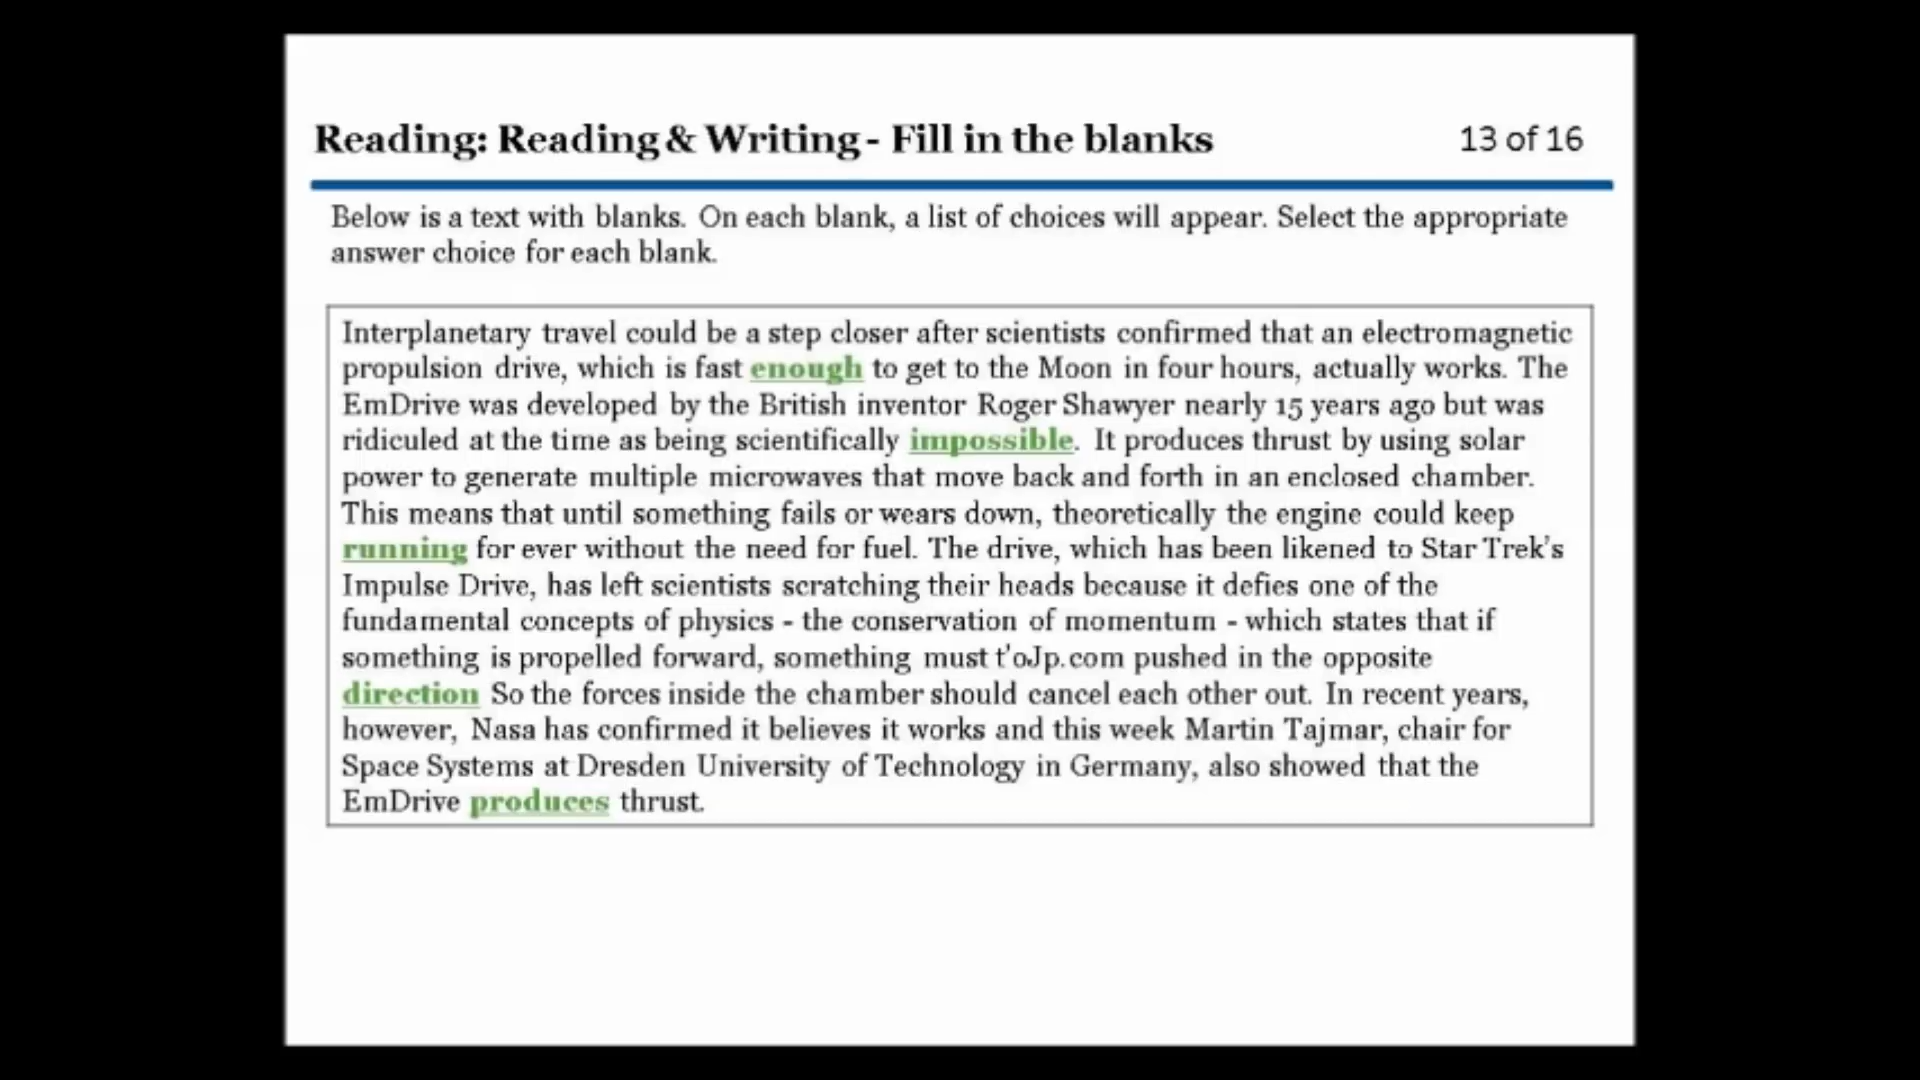 Reading: Reading & Writing - Fill in the blanks
13 of 16
Below is a text with blanks. On each blank, a list of choices will appear. Select the appropriate
answer choice for each blank.
Interplanetary travel could be a step closer after scientists confirmed that an electromagnetic
propulsion drive, which is fast enough to get to the Moon in four hours, actually works. The
EmDrive was developed by the British inventor Roger Shawyer nearly 15 years ago but was
ridiculed at the time as being scientifically impossible. It produces thrust by using solar
power to generate multiple microwaves that move back and forth in an enclosed chamber.
This means that until something fails or wears down, theoretically the engine could keep
running for ever without the need for fuel. The drive, which has been likened to Star Trek's
Impulse Drive, has left scientists scratching their heads because it defies one of the
fundamental concepts of physics - the conservation of momentum - which states that if
something is propelled forward, something must t'oJp.com pushed in the opposite
direction So the forces inside the chamber should cancel each other out. In recent years,
however, Nasa has confirmed it believes it works and this week Martin Tajmar, chair for
Space Systems at Dresden University of Technology in Germany, also showed that the
EmDrive produces thrust.